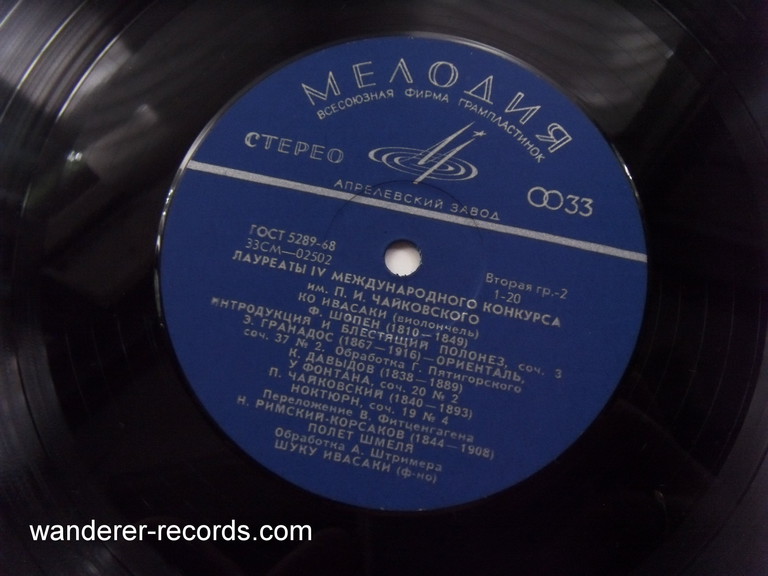 МЕЛОДИЯ
ВСЕСОЮЗНАЯ ФИРМА ГРАМПЛАСТИНОК
СТЕРЕО
33
АПРЕЛЕВСКИЙ ЗАВОД
ГОСТ 5289-68
33СМ—02502
Вторая гр.-2
1-20
ЛАУРЕАТЫ IV МЕЖДУНАРОДНОГО КОНКУРСА
им. П. И. ЧАЙКОВСКОГО
КО ИВАСАКИ (виолончель)
Ф. ШОПЕН (1810—1849)
ИНТРОДУКЦИЯ И БЛЕСТЯЩИЙ ПОЛОНЕЗ, соч. 3
Э. ГРАНАДОС (1867—1916)—ОРИЕНТАЛЬ,
соч. 37 № 2. Обработка Г. Пятигорского
К. ДАВЫДОВ (1838—1889)
У ФОНТАНА, соч. 20 № 2
П. ЧАЙКОВСКИЙ (1840—1893)
НОКТЮРН, соч. 19 № 4
Переложение В. Фитценгагена
Н. РИМСКИЙ-КОРСАКОВ (1844—1908)
ПОЛЕТ ШМЕЛЯ
Обработка А. Штримера
ШУКУ ИВАСАКИ (ф-но)
wanderer-records.com